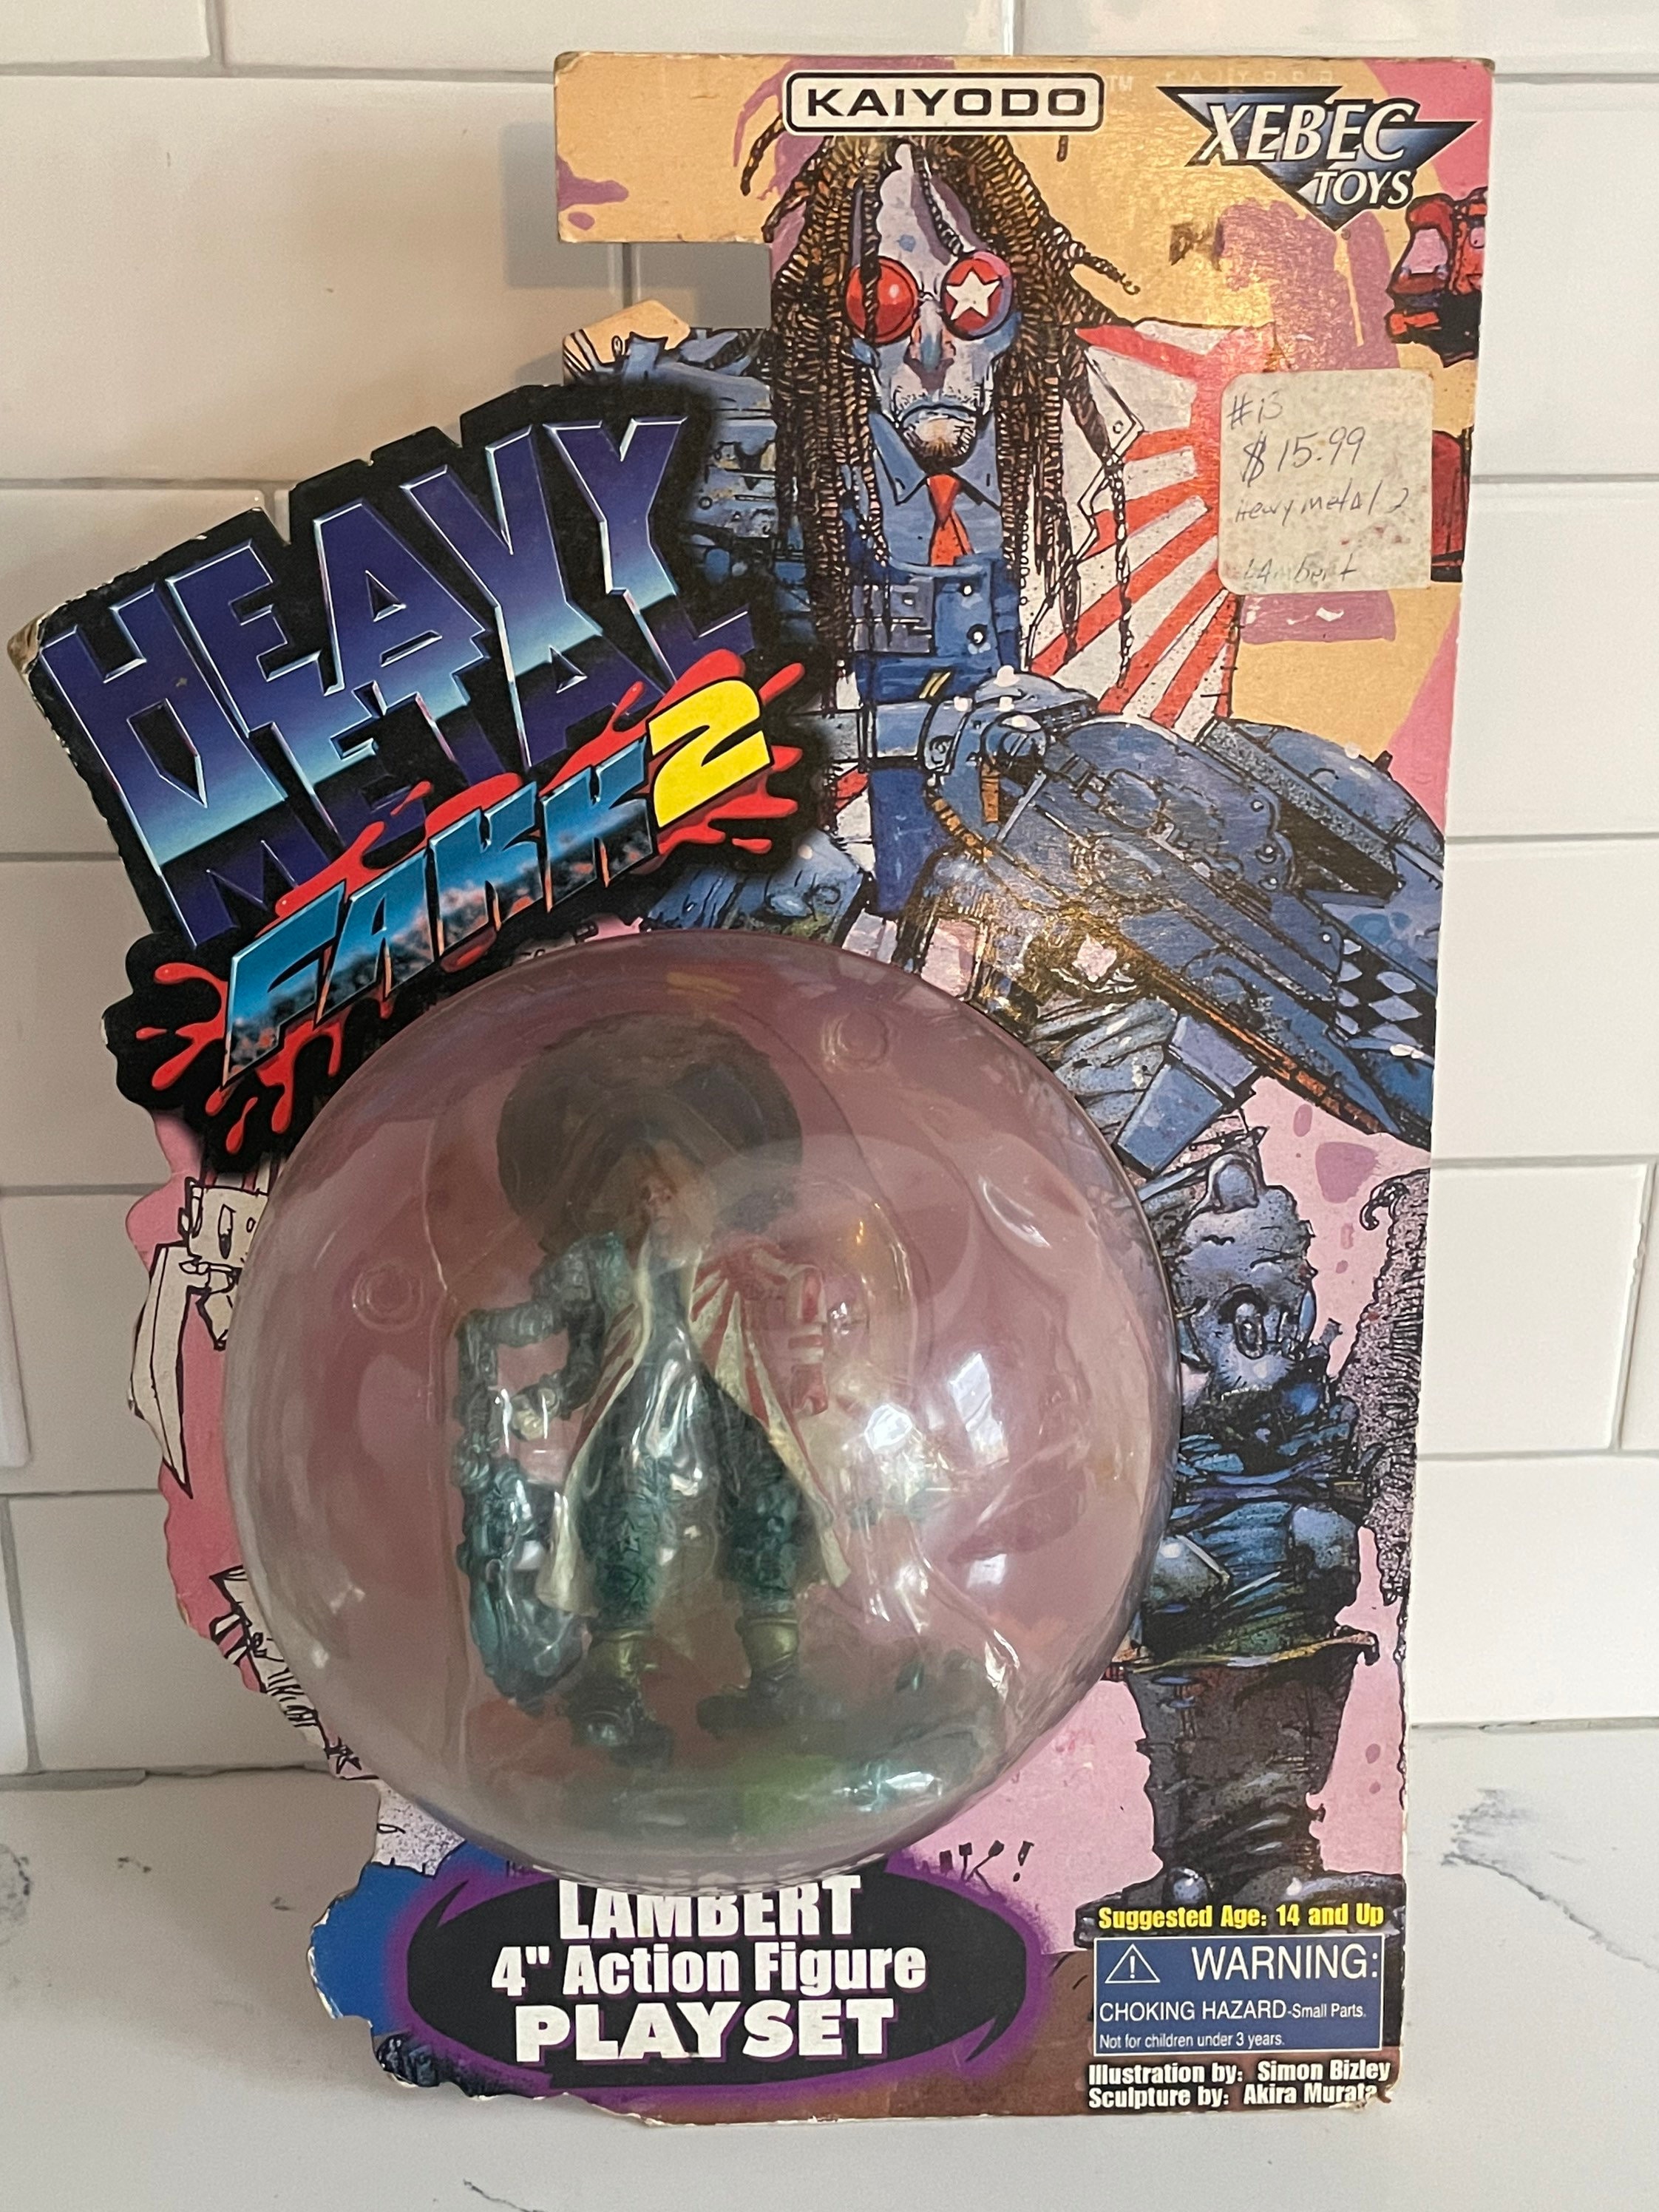 KAIYODO
XEBEC
TOYS
#13
$15.99
Heavy metal 2
LAmbert
HEAVY
METAL
FAKK2
LAMBERT
4" Action Figure
PLAYSET
Suggested Age: 14 and Up
WARNING:
CHOKING HAZARD-Small Parts.
Not for children under 3 years.
Illustration by: Simon Bizley
Sculpture by: Akira Murata